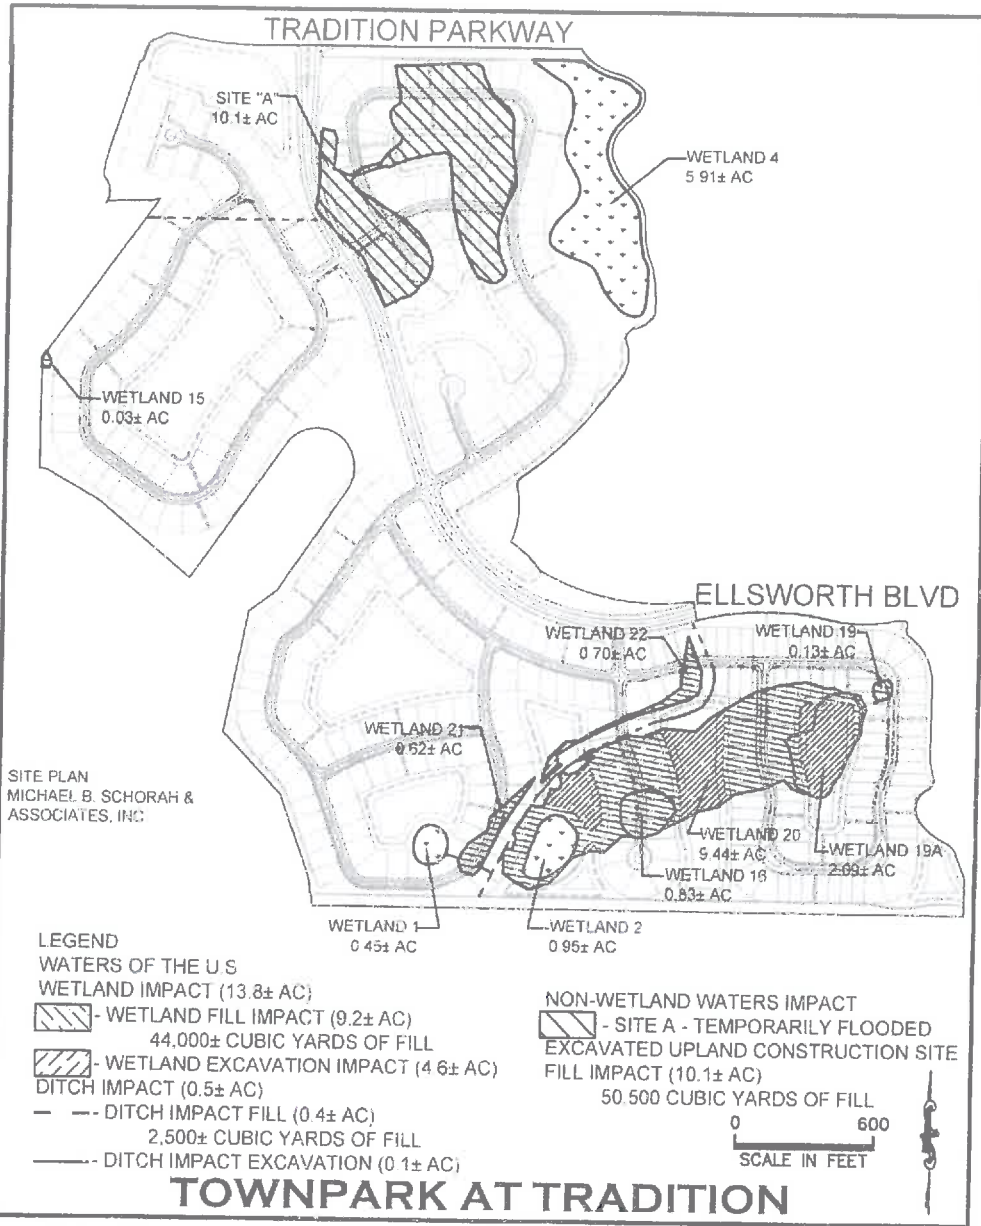 TRADITION PARKWAY
SITE "A"
10.1± AC
WETLAND 4
5.91± AC
WETLAND 15
0.03± AC
ELLSWORTH BLVD
WETLAND 22
0.70± AC
WETLAND 19
0.13± AC
WETLAND 21
0.62± AC
SITE PLAN
MICHAEL B. SCHORAH &
ASSOCIATES, INC
WETLAND 20
9.44± AC
WETLAND 19A
2.09± AC
WETLAND 16
0.83± AC
WETLAND 1
0.45± AC
WETLAND 2
0.95± AC
LEGEND
WATERS OF THE U.S
WETLAND IMPACT (13.8± AC)
- WETLAND FILL IMPACT (9.2± AC)
44,000± CUBIC YARDS OF FILL
- WETLAND EXCAVATION IMPACT (4.6± AC)
DITCH IMPACT (0.5± AC)
- DITCH IMPACT FILL (0.4± AC)
2,500± CUBIC YARDS OF FILL
- DITCH IMPACT EXCAVATION (0.1± AC)
NON-WETLAND WATERS IMPACT
- SITE A - TEMPORARILY FLOODED
EXCAVATED UPLAND CONSTRUCTION SITE
FILL IMPACT (10.1± AC)
50,500 CUBIC YARDS OF FILL
0 600
SCALE IN FEET
TOWNPARK AT TRADITION